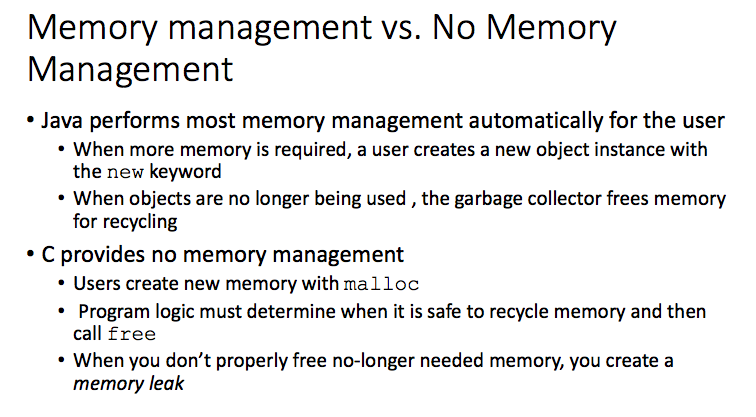 Memory management vs. No Memory
Management
• Java performs most memory management automatically for the user
• When more memory is required, a user creates a new object instance with
the new keyword
• When objects are no longer being used , the garbage collector frees memory
for recycling
• C provides no memory management
• Users create new memory with malloc
• Program logic must determine when it is safe to recycle memory and then
call free
• When you don’t properly free no-longer needed memory, you create a
memory leak